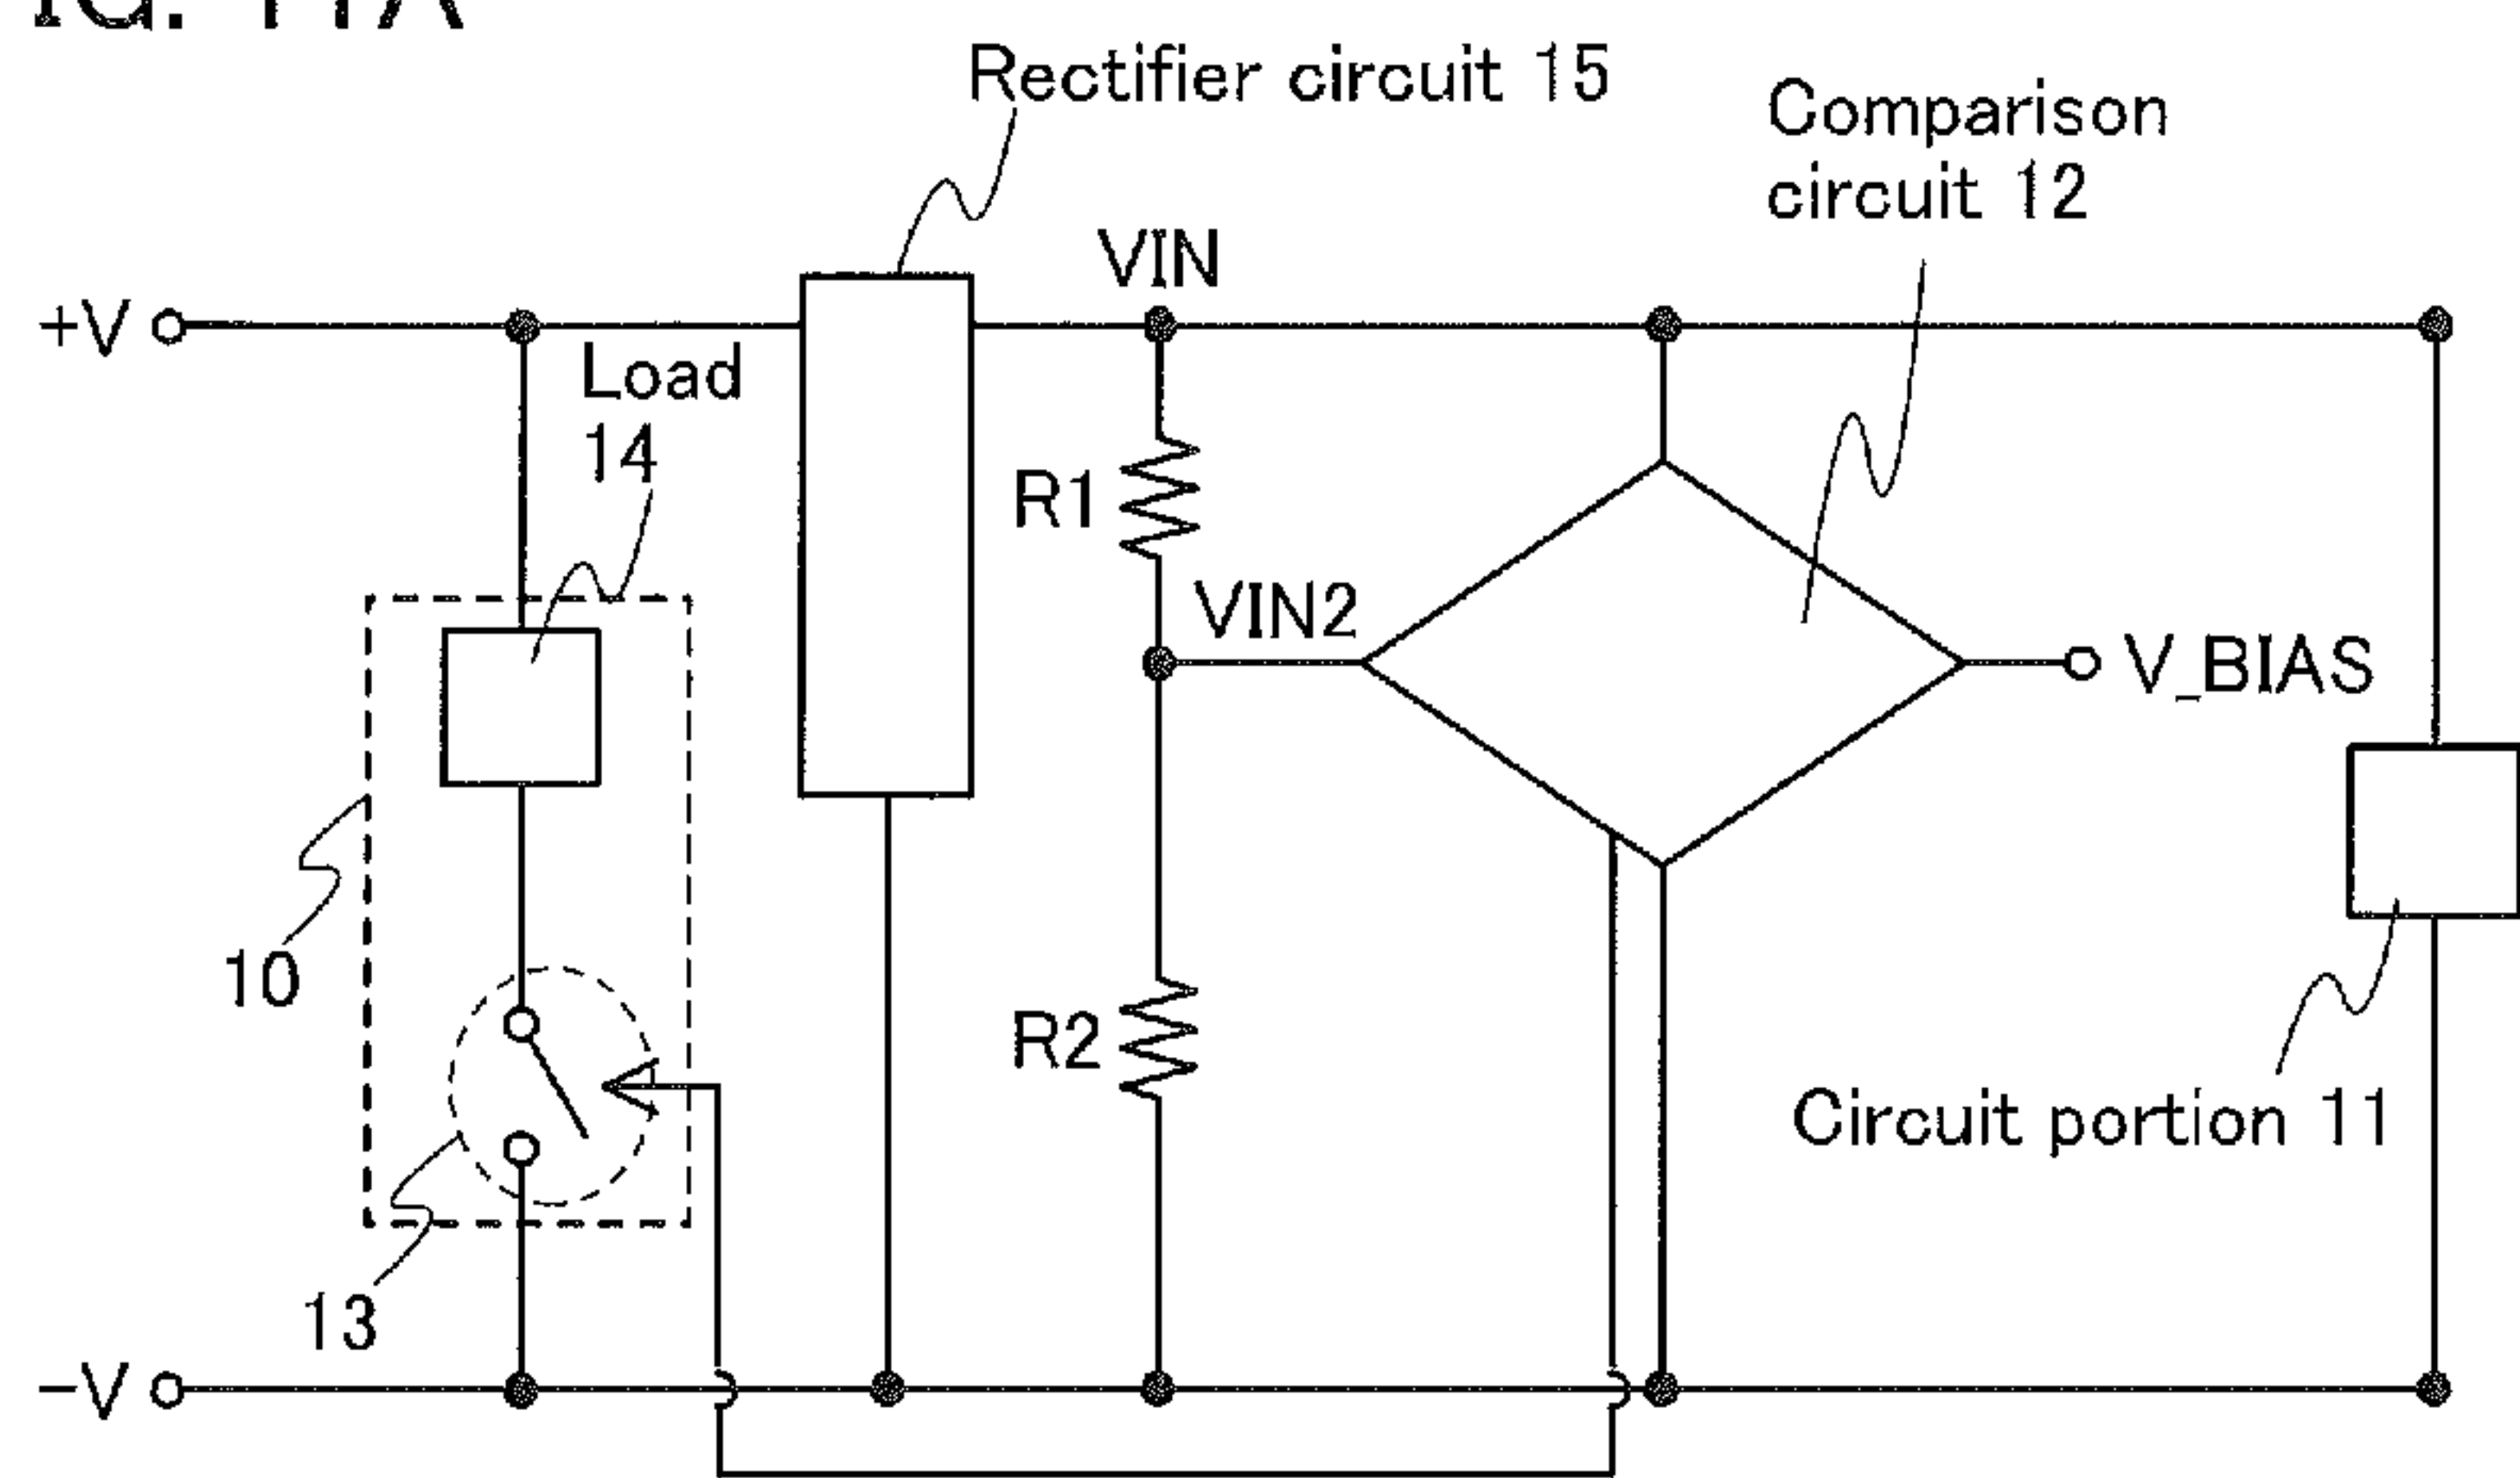 Rectifier circuit 15
Comparison
circuit 12
VIN
+V
Load
14
R1
VIN2
V_BIAS
10
R2
Circuit portion 11
13
−V